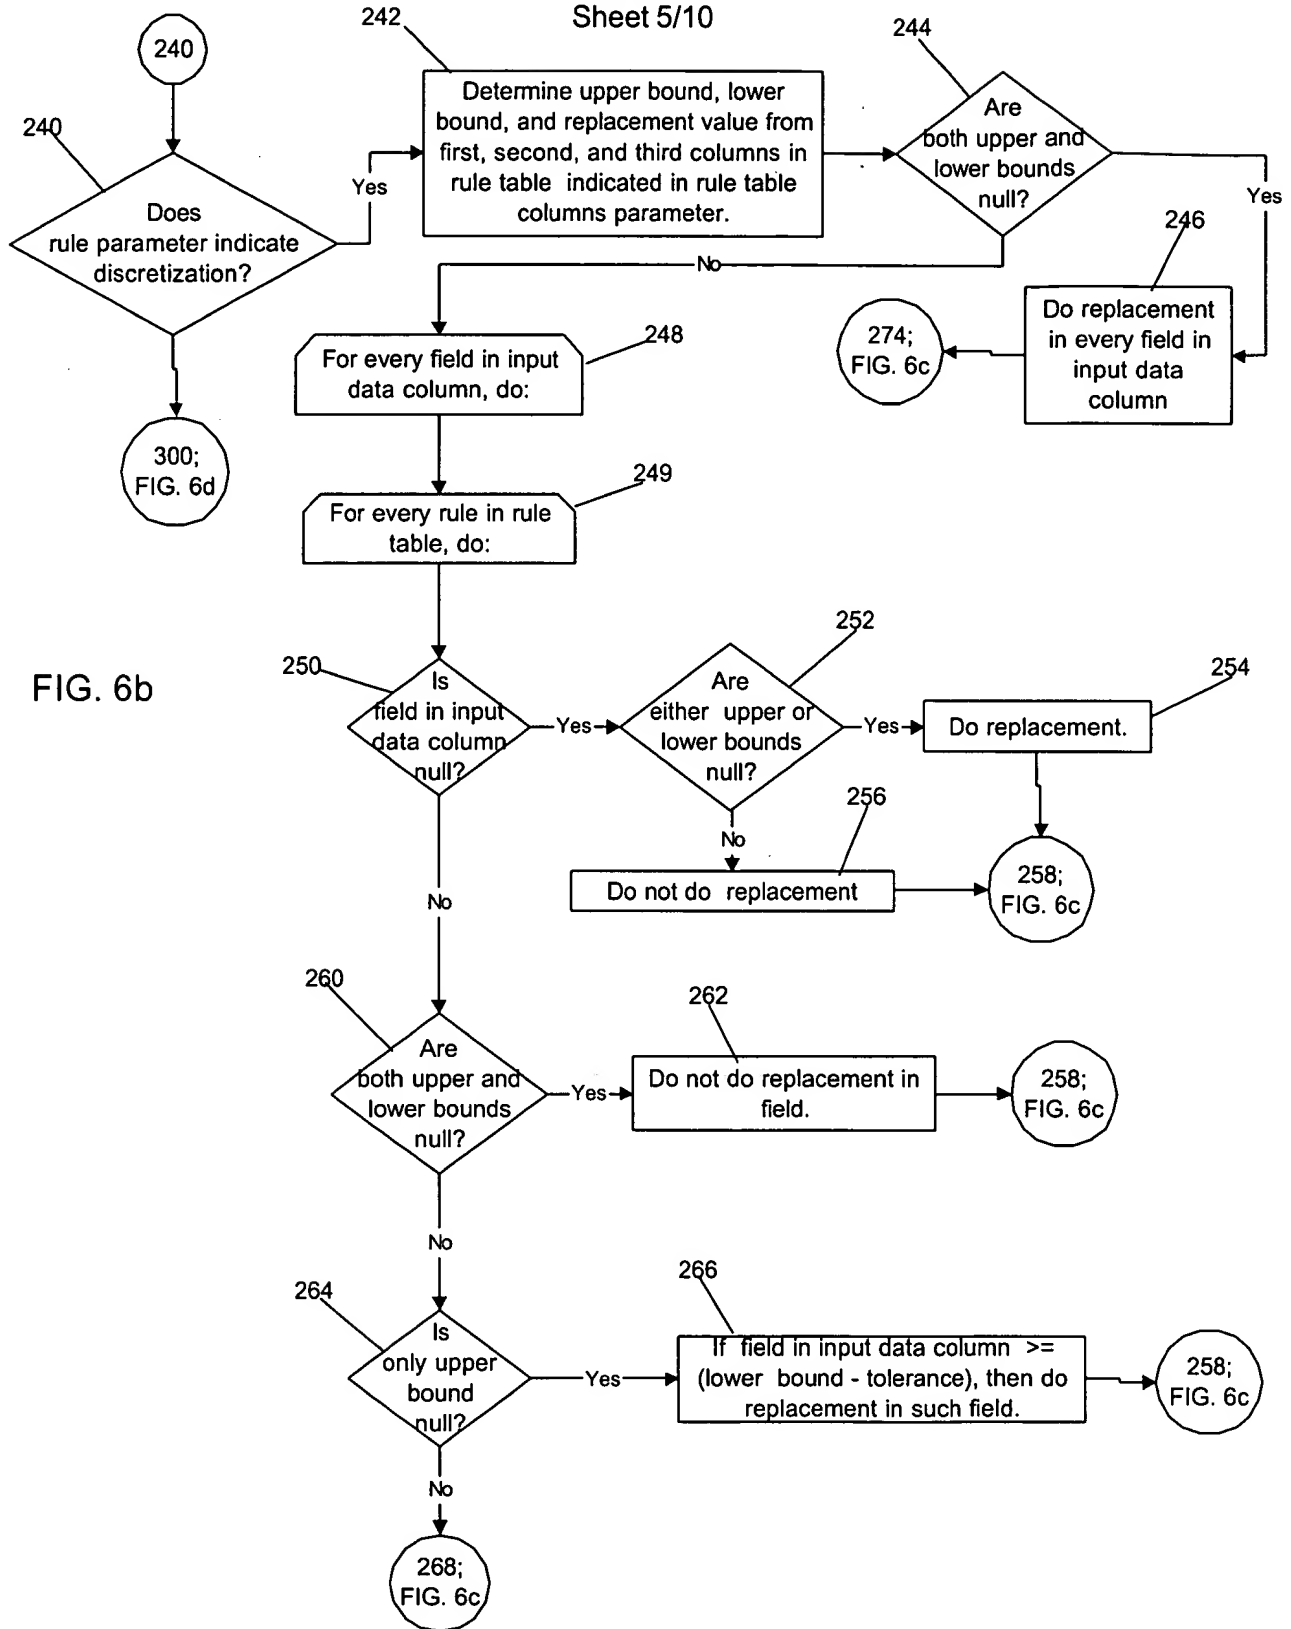 Sheet 5/10
240
240
Does
rule parameter indicate
discretization?
Yes
300;
FIG. 6d
242
Determine upper bound, lower
bound, and replacement value from
first, second, and third columns in
rule table indicated in rule table
columns parameter.
244
Are
both upper and
lower bounds
null?
Yes
No
246
Do replacement
in every field in
input data
column
274;
FIG. 6c
248
For every field in input
data column, do:
249
For every rule in rule
table, do:
FIG. 6b
250
Is
field in input
data column
null?
Yes
252
Are
either upper or
lower bounds
null?
Yes
254
Do replacement.
No
256
Do not do replacement
258;
FIG. 6c
No
260
Are
both upper and
lower bounds
null?
Yes
262
Do not do replacement in
field.
258;
FIG. 6c
No
264
Is
only upper
bound
null?
Yes
266
If field in input data column >=
(lower bound - tolerance), then do
replacement in such field.
258;
FIG. 6c
No
268;
FIG. 6c